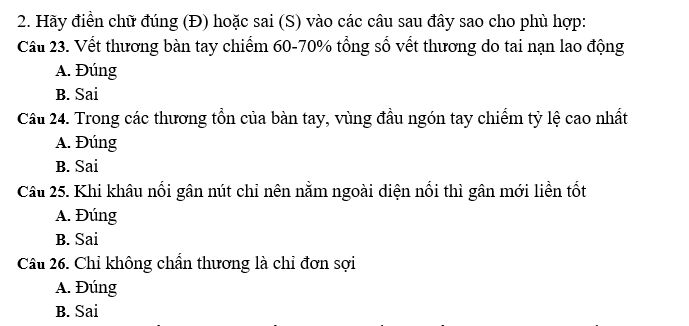 2. Hãy điền chữ đúng (Đ) hoặc sai (S) vào các câu sau đây sao cho phù hợp:
Câu 23. Vết thương bàn tay chiếm 60-70% tổng số vết thương do tai nạn lao động
A. Đúng
B. Sai
Câu 24. Trong các thương tổn của bàn tay, vùng đầu ngón tay chiếm tỷ lệ cao nhất
A. Đúng
B. Sai
Câu 25. Khi khâu nối gân nút chỉ nên nằm ngoài diện nối thì gân mới liền tốt
A. Đúng
B. Sai
Câu 26. Chỉ không chấn thương là chỉ đơn sợi
A. Đúng
B. Sai